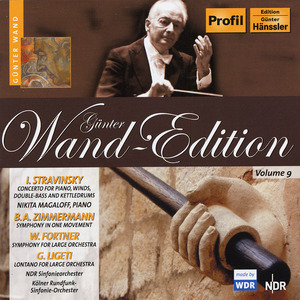 GÜNTER WAND
Profil
Edition
Günter
Hänssler
Günter
Wand-Edition
Volume 9
I. STRAVINSKY
CONCERTO FOR PIANO, WINDS,
DOUBLE-BASS AND KETTLEDRUMS
NIKITA MAGALOFF, PIANO
B.A. ZIMMERMANN
SYMPHONY IN ONE MOVEMENT
W. FORTNER
SYMPHONY FOR LARGE ORCHESTRA
G. LIGETI
LONTANO FOR LARGE ORCHESTRA
NDR Sinfonieorchester
Kölner Rundfunk-
Sinfonie-Orchester
made by
WDR
NDR